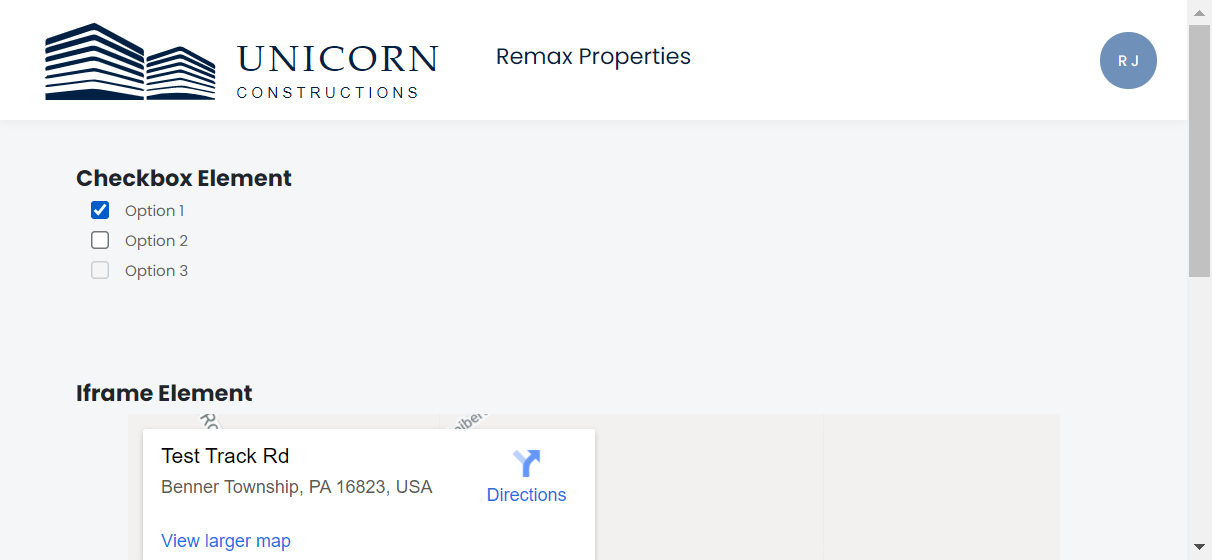 UNICORN
CONSTRUCTIONS
Remax Properties
R J
Checkbox Element
Option 1
Option 2
Option 3
Iframe Element
Test Track Rd
Benner Township, PA 16823, USA
Directions
View larger map